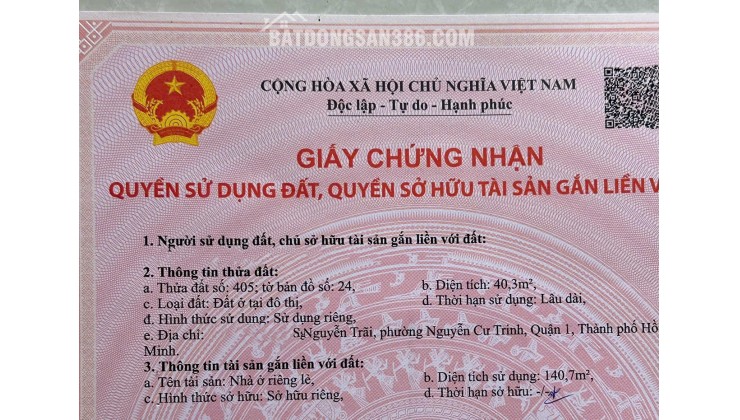 BATDONGSAN386.COM
CỘNG HÒA XÃ HỘI CHỦ NGHĨA VIỆT NAM
Độc lập - Tự do - Hạnh phúc
GIẤY CHỨNG NHẬN
QUYỀN SỬ DỤNG ĐẤT, QUYỀN SỞ HỮU TÀI SẢN GẮN LIỀN V
1. Người sử dụng đất, chủ sở hữu tài sản gắn liền với đất:
2. Thông tin thửa đất:
a. Thửa đất số: 405; tờ bản đồ số: 24, b. Diện tích: 40,3m²,
c. Loại đất: Đất ở tại đô thị, d. Thời hạn sử dụng: Lâu dài,
đ. Hình thức sử dụng: Sử dụng riêng,
e. Địa chỉ: Nguyễn Trãi, phường Nguyễn Cư Trinh, Quận 1, Thành phố Hồ
Minh.
3. Thông tin tài sản gắn liền với đất:
a. Tên tài sản: Nhà ở riêng lẻ, b. Diện tích sử dụng: 140,7m²,
c. Hình thức sở hữu: Sở hữu riêng, d. Thời hạn sở hữu: -/-